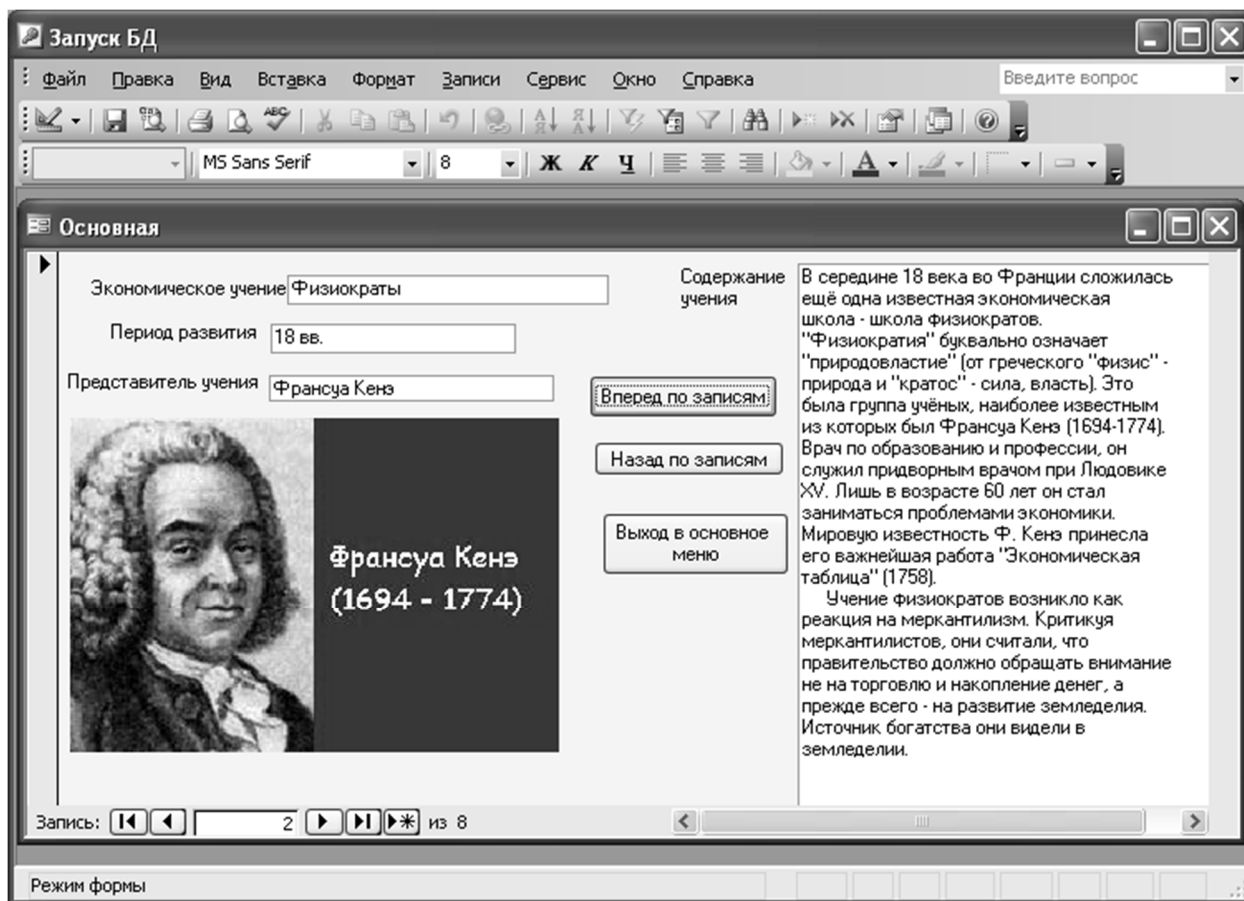 Запуск БД
Файл Правка Вид Вставка Формат Записи Сервис Окно Справка Введите вопрос
MS Sans Serif 8 Ж К Ч
Основная
Экономическое учение Физиократы
Период развития 18 вв.
Представитель учения Франсуа Кенэ
Франсуа Кенэ
(1694 - 1774)
Вперед по записям
Назад по записям
Выход в основное
меню
Содержание
учения
В середине 18 века во Франции сложилась
ещё одна известная экономическая
школа - школа физиократов.
"Физиократия" буквально означает
"природовластие" (от греческого "физис" -
природа и "кратос" - сила, власть). Это
была группа учёных, наиболее известным
из которых был Франсуа Кенэ (1694-1774).
Врач по образованию и профессии, он
служил придворным врачом при Людовике
XV. Лишь в возрасте 60 лет он стал
заниматься проблемами экономики.
Мировую известность Ф. Кенэ принесла
его важнейшая работа "Экономическая
таблица" (1758).
Учение физиократов возникло как
реакция на меркантилизм. Критикуя
меркантилистов, они считали, что
правительство должно обращать внимание
не на торговлю и накопление денег, а
прежде всего - на развитие земледелия.
Источник богатства они видели в
земледелии.
Запись: 2 из 8
Режим формы